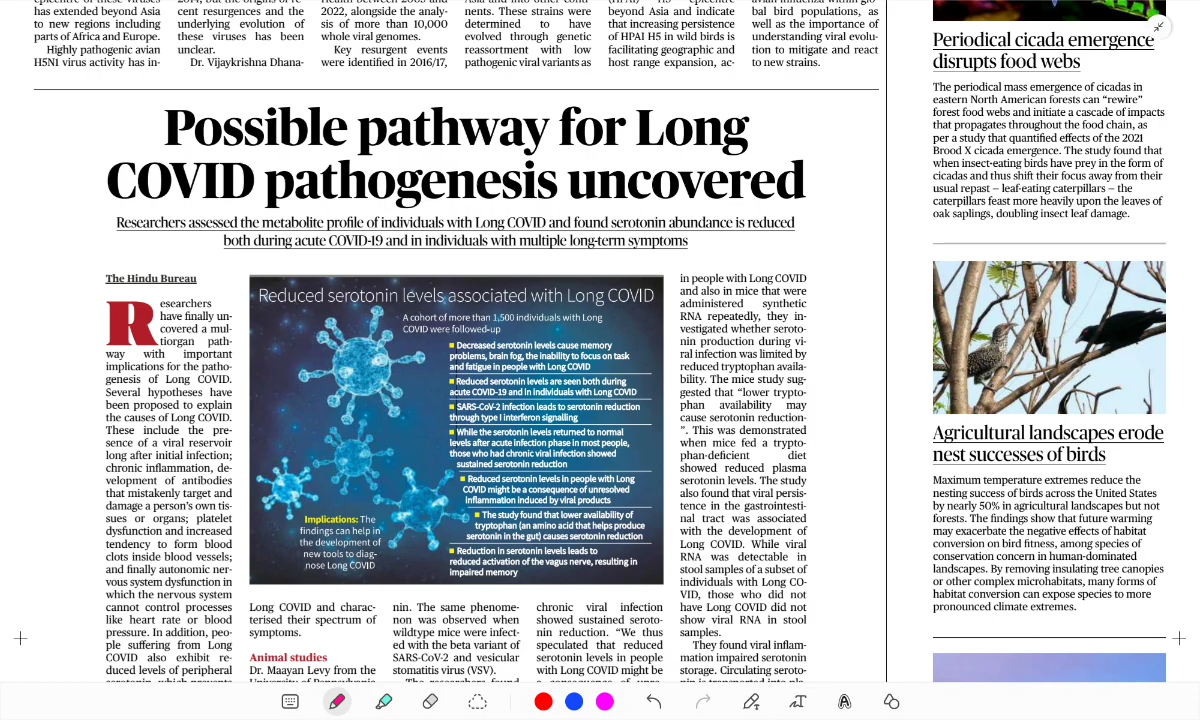 epicentre of these viruses
has extended beyond Asia
to new regions including
parts of Africa and Europe.
Highly pathogenic avian
H5N1 virus activity has in-
2014, but the origins of re-
cent resurgences and the
underlying evolution of
these viruses has been
unclear.
Dr. Vijaykrishna Dhana-
Health between 2005 and
2022, alongside the analy-
sis of more than 10,000
whole viral genomes.
Key resurgent events
were identified in 2016/17,
Asia and into other conti-
nents. These strains were
determined to have
evolved through genetic
reassortment with low
pathogenic viral variants as
(HPAI) H5 epicentre
beyond Asia and indicate
that increasing persistence
of HPAI H5 in wild birds is
facilitating geographic and
host range expansion, ac-
avian influenza within glo-
bal bird populations, as
well as the importance of
understanding viral evolu-
tion to mitigate and react
to new strains.
Possible pathway for Long
COVID pathogenesis uncovered
Researchers assessed the metabolite profile of individuals with Long COVID and found serotonin abundance is reduced
both during acute COVID-19 and in individuals with multiple long-term symptoms
The Hindu Bureau
Researchers
have finally un-
covered a mul-
tiorgan path-
way with important
implications for the patho-
genesis of Long COVID.
Several hypotheses have
been proposed to explain
the causes of Long COVID.
These include the pre-
sence of a viral reservoir
long after initial infection;
chronic inflammation, de-
velopment of antibodies
that mistakenly target and
damage a person's own tis-
sues or organs; platelet
dysfunction and increased
tendency to form blood
clots inside blood vessels;
and finally autonomic ner-
vous system dysfunction in
which the nervous system
cannot control processes
like heart rate or blood
pressure. In addition, peo-
ple suffering from Long
COVID also exhibit re-
duced levels of peripheral
serotonin, which prevents
Reduced serotonin levels associated with Long COVID
A cohort of more than 1,500 individuals with Long
COVID were followed-up
Decreased serotonin levels cause memory
problems, brain fog, the inability to focus on task
and fatigue in people with Long COVID
Reduced serotonin levels are seen both during
acute COVID-19 and in individuals with Long COVID
SARS-CoV-2 infection leads to serotonin reduction
through type I interferon signalling
While the serotonin levels returned to normal
levels after acute infection phase in most people,
those who had chronic viral infection showed
sustained serotonin reduction
Reduced serotonin levels in people with Long
COVID might be a consequence of unresolved
inflammation induced by viral products
The study found that lower availability of
tryptophan (an amino acid that helps produce
serotonin in the gut) causes serotonin reduction
Reduction in serotonin levels leads to
reduced activation of the vagus nerve, resulting in
impaired memory
Implications: The
findings can help in
the development of
new tools to diag-
nose Long COVID
Long COVID and charac-
terised their spectrum of
symptoms.
Animal studies
Dr. Maayan Levy from the
University of Pennsylvania
nin. The same phenome-
non was observed when
wildtype mice were infect-
ed with the beta variant of
SARS-CoV-2 and vesicular
stomatitis virus (VSV).
The researchers found
chronic viral infection
showed sustained seroto-
nin reduction. “We thus
speculated that reduced
serotonin levels in people
with Long COVID might be
a consequence of unre-
in people with Long COVID
and also in mice that were
administered synthetic
RNA repeatedly, they in-
vestigated whether seroto-
nin production during vi-
ral infection was limited by
reduced tryptophan availa-
bility. The mice study sug-
gested that “lower trypto-
phan availability may
cause serotonin reduction-
”. This was demonstrated
when mice fed a trypto-
phan-deficient diet
showed reduced plasma
serotonin levels. The study
also found that viral persis-
tence in the gastrointesti-
nal tract was associated
with the development of
Long COVID. While viral
RNA was detectable in
stool samples of a subset of
individuals with Long CO-
VID, those who did not
have Long COVID did not
show viral RNA in stool
samples.
They found viral inflam-
mation impaired serotonin
storage. Circulating seroto-
nin is transported into pla-
Periodical cicada emergence
disrupts food webs
The periodical mass emergence of cicadas in
eastern North American forests can “rewire”
forest food webs and initiate a cascade of impacts
that propagates throughout the food chain, as
per a study that quantified effects of the 2021
Brood X cicada emergence. The study found that
when insect-eating birds have prey in the form of
cicadas and thus shift their focus away from their
usual repast — leaf-eating caterpillars — the
caterpillars feast more heavily upon the leaves of
oak saplings, doubling insect leaf damage.
Agricultural landscapes erode
nest successes of birds
Maximum temperature extremes reduce the
nesting success of birds across the United States
by nearly 50% in agricultural landscapes but not
forests. The findings show that future warming
may exacerbate the negative effects of habitat
conversion on bird fitness, among species of
conservation concern in human-dominated
landscapes. By removing insulating tree canopies
or other complex microhabitats, many forms of
habitat conversion can expose species to more
pronounced climate extremes.